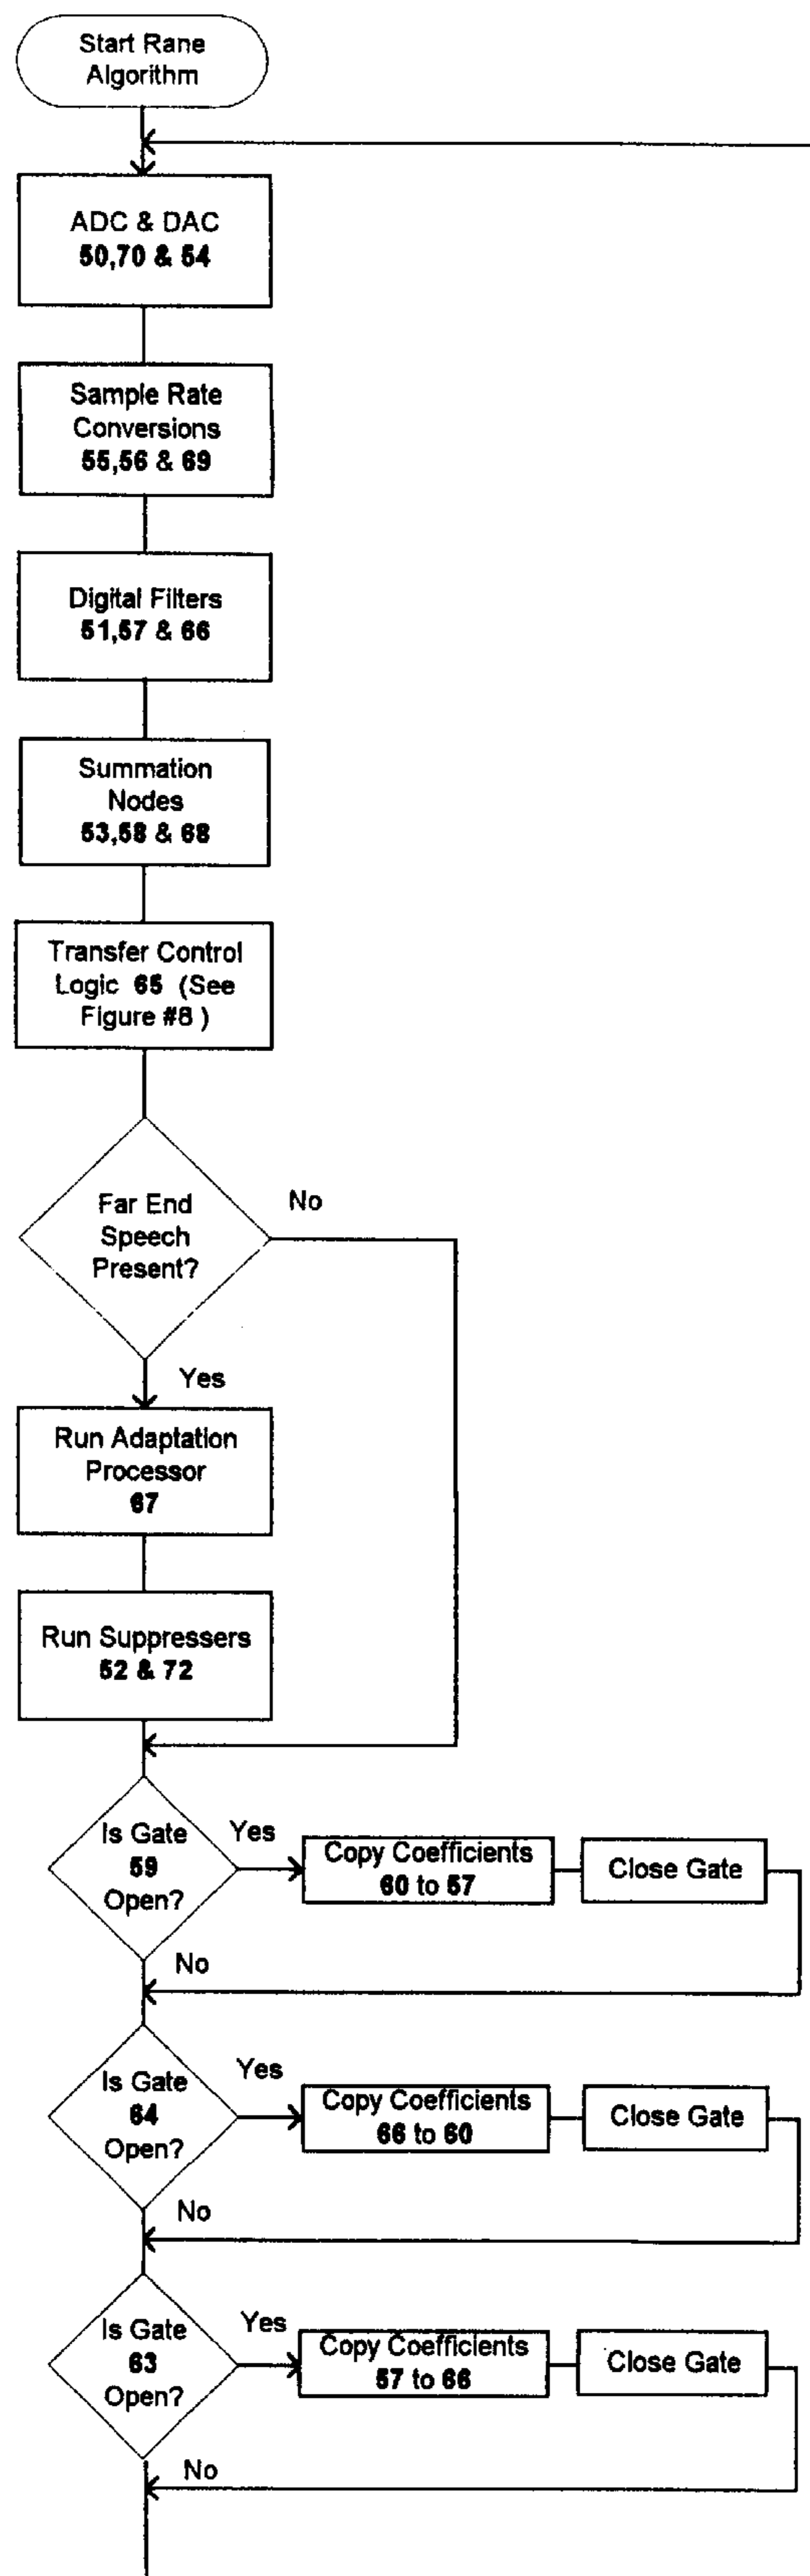 Start Rane
Algorithm
ADC & DAC
50,70 & 54
Sample Rate
Conversions
55,56 & 69
Digital Filters
51,57 & 66
Summation
Nodes
53,58 & 68
Transfer Control
Logic 65 (See
Figure #8 )
Far End
Speech
Present?
No
Yes
Run Adaptation
Processor
67
Run Suppressers
52 & 72
Is Gate
59
Open?
Yes
Copy Coefficients
60 to 57
Close Gate
No
Is Gate
64
Open?
Yes
Copy Coefficients
66 to 60
Close Gate
No
Is Gate
63
Open?
Yes
Copy Coefficients
57 to 66
Close Gate
No